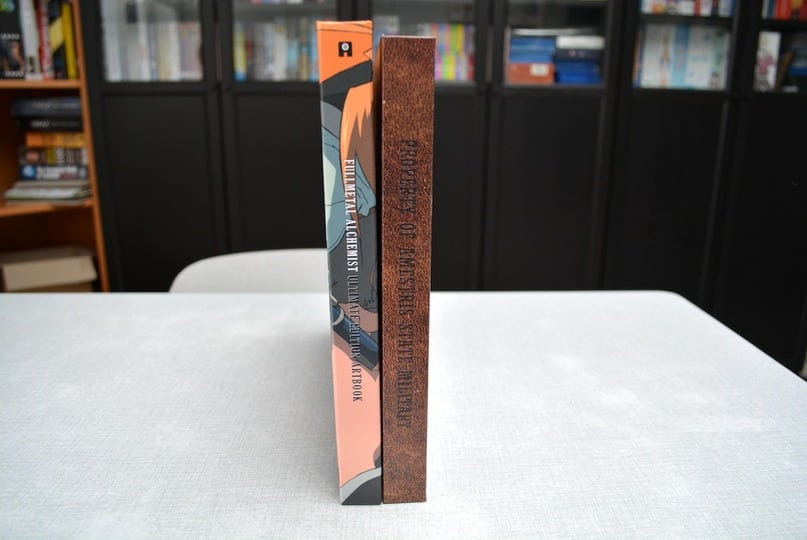 FULLMETAL ALCHEMIST ULTIMATE EDITION ARTBOOK
PROPERTY OF AMESTRIS STATE MILITARY